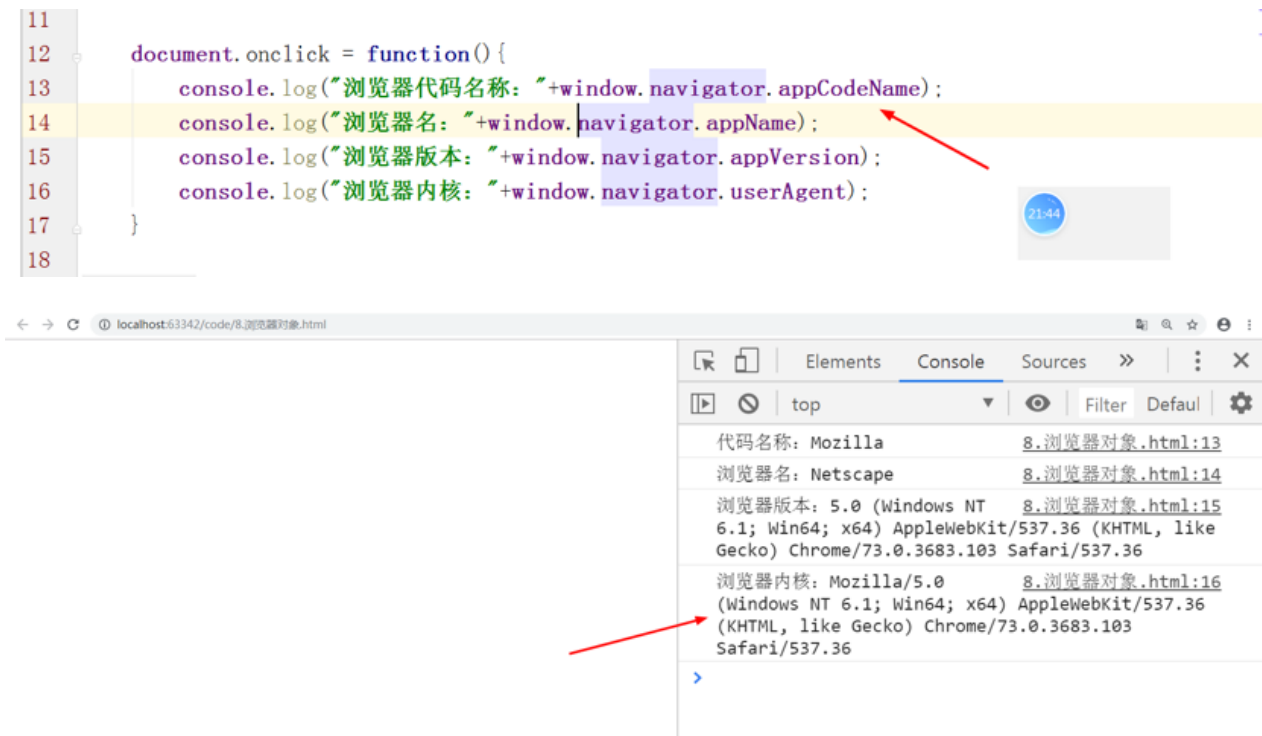 11
12 document.onclick = function(){
13 console.log("浏览器代码名称："+window.navigator.appCodeName);
14 console.log("浏览器名："+window.navigator.appName);
15 console.log("浏览器版本："+window.navigator.appVersion);
16 console.log("浏览器内核："+window.navigator.userAgent);
17 }
18
21:44
localhost:63342/code/8.浏览器对象.html
Elements Console Sources
top Filter Defaul
代码名称：Mozilla 8.浏览器对象.html:13
浏览器名：Netscape 8.浏览器对象.html:14
浏览器版本：5.0 (Windows NT 8.浏览器对象.html:15
6.1; Win64; x64) AppleWebKit/537.36 (KHTML, like
Gecko) Chrome/73.0.3683.103 Safari/537.36
浏览器内核：Mozilla/5.0 8.浏览器对象.html:16
(Windows NT 6.1; Win64; x64) AppleWebKit/537.36
(KHTML, like Gecko) Chrome/73.0.3683.103
Safari/537.36